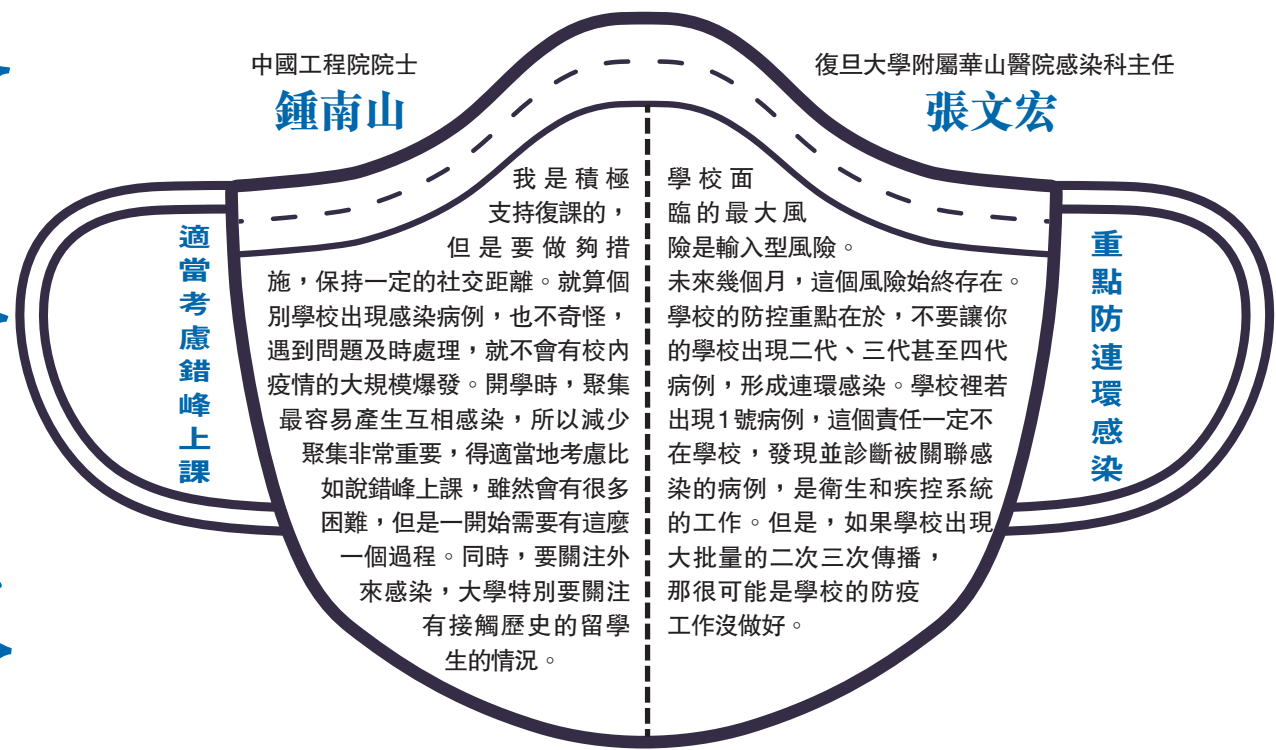 中國工程院院士
鍾南山
適當考慮錯峰上課
我是積極
支持復課的，
但是要做夠措
施，保持一定的社交距離。就算個
別學校出現感染病例，也不奇怪，
遇到問題及時處理，就不會有校內
疫情的大規模爆發。開學時，聚集
最容易產生互相感染，所以減少
聚集非常重要，得適當地考慮比
如說錯峰上課，雖然會有很多
困難，但是一開始需要有這麼
一個過程。同時，要關注外
來感染，大學特別要關注
有接觸歷史的留學
生的情況。
復旦大學附屬華山醫院感染科主任
張文宏
學校面
臨的最大風
險是輸入型風險。
未來幾個月，這個風險始終存在。
學校的防控重點在於，不要讓你
的學校出現二代、三代甚至四代
病例，形成連環感染。學校裡若
出現1號病例，這個責任一定不
在學校，發現並診斷被關聯感
染的病例，是衛生和疾控系統
的工作。但是，如果學校出現
大批量的二次三次傳播，
那很可能是學校的防疫
工作沒做好。
重點防連環感染